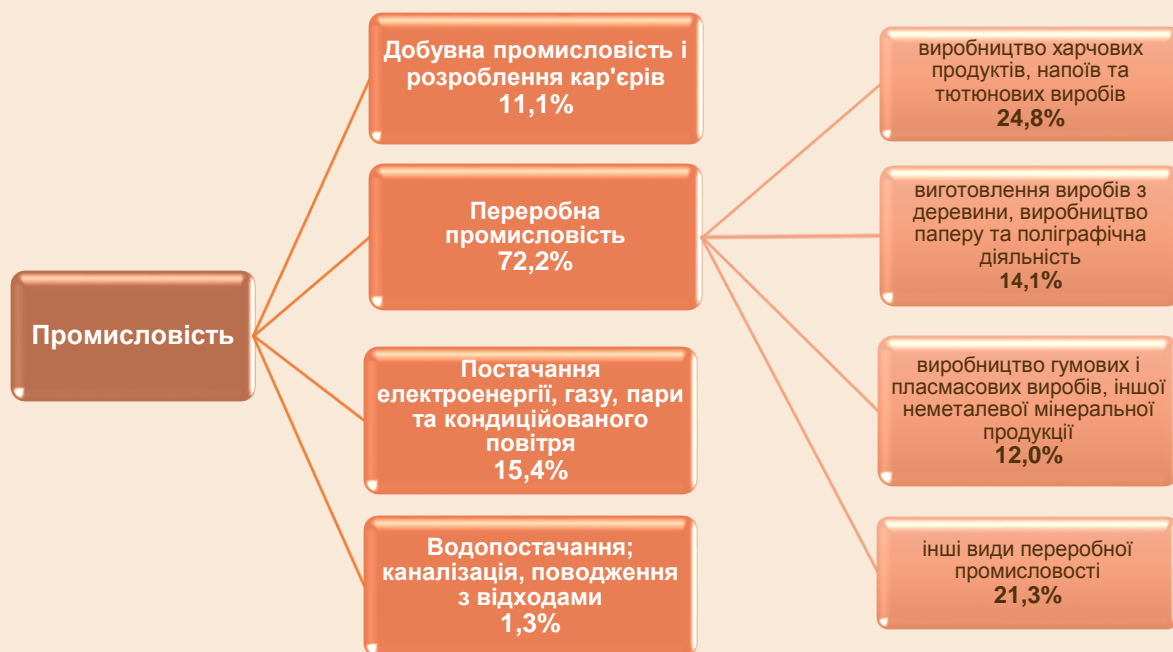 Промисловість
Добувна промисловість і
розроблення кар'єрів
11,1%
Переробна
промисловість
72,2%
Постачання
електроенергії, газу, пари
та кондиційованого
повітря
15,4%
Водопостачання;
каналізація, поводження
з відходами
1,3%
виробництво харчових
продуктів, напоїв та
тютюнових виробів
24,8%
виготовлення виробів з
деревини, виробництво
паперу та поліграфічна
діяльність
14,1%
виробництво гумових і
пласмасових виробів, іншої
неметалевої мінеральної
продукції
12,0%
інші види переробної
промисловості
21,3%